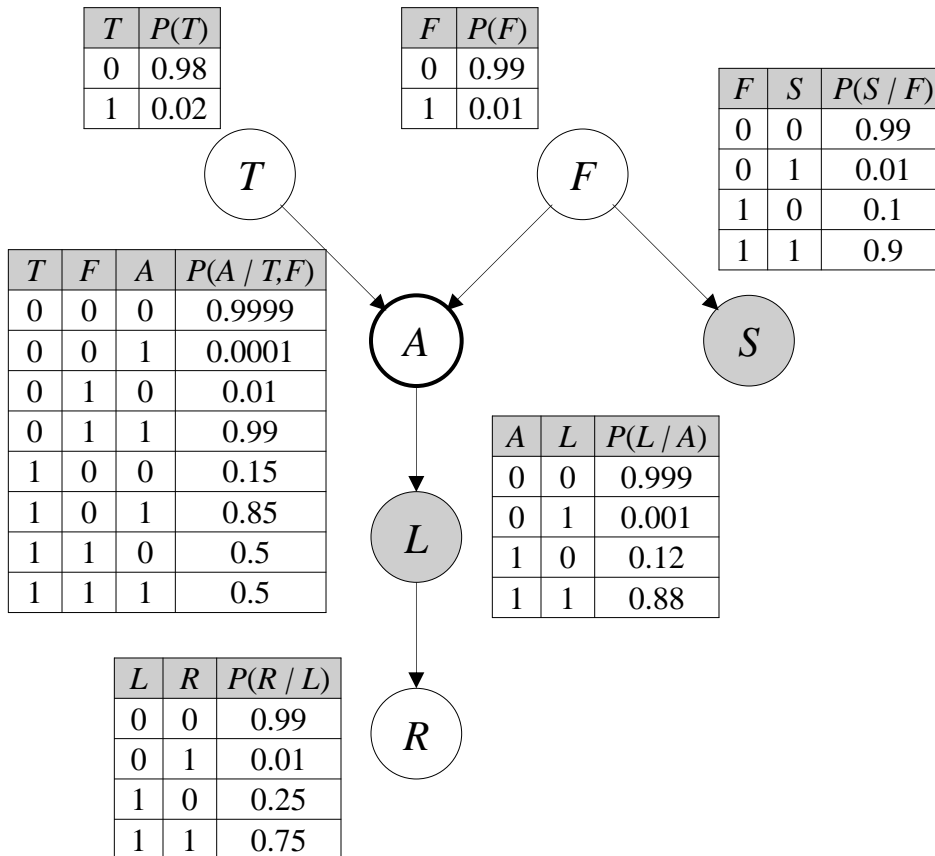 T P(T)
0 0.98
1 0.02
F P(F)
0 0.99
1 0.01
F S P(S / F)
0 0 0.99
0 1 0.01
1 0 0.1
1 1 0.9
T
F
T F A P(A / T,F)
0 0 0 0.9999
0 0 1 0.0001
0 1 0 0.01
0 1 1 0.99
1 0 0 0.15
1 0 1 0.85
1 1 0 0.5
1 1 1 0.5
A
S
A L P(L / A)
0 0 0.999
0 1 0.001
1 0 0.12
1 1 0.88
L
L R P(R / L)
0 0 0.99
0 1 0.01
1 0 0.25
1 1 0.75
R